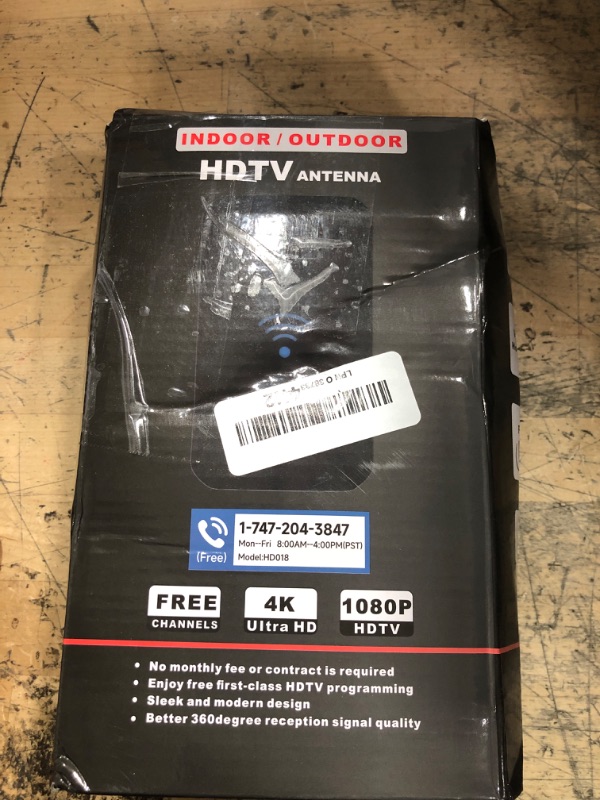 INDOOR / OUTDOOR
HDTV ANTENNA
1-747-204-3847
Mon--Fri 8:00AM--4:00PM(PST)
(Free)
Model:HD018
FREE
CHANNELS
4K
Ultra HD
1080P
HDTV
• No monthly fee or contract is required
• Enjoy free first-class HDTV programming
• Sleek and modern design
• Better 360degree reception signal quality